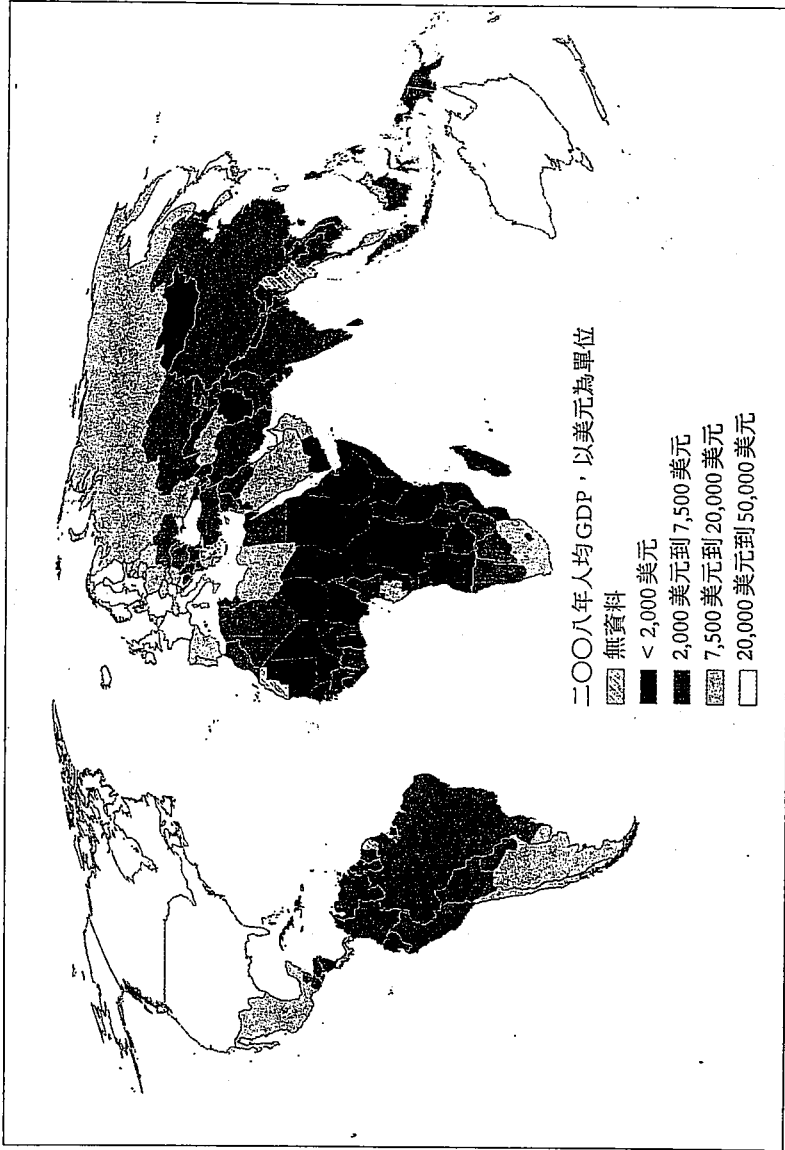 二〇〇八年人均GDP，以美元為單位
無資料
< 2,000 美元
2,000 美元到 7,500 美元
7,500 美元到 20,000 美元
20,000 美元到 50,000 美元